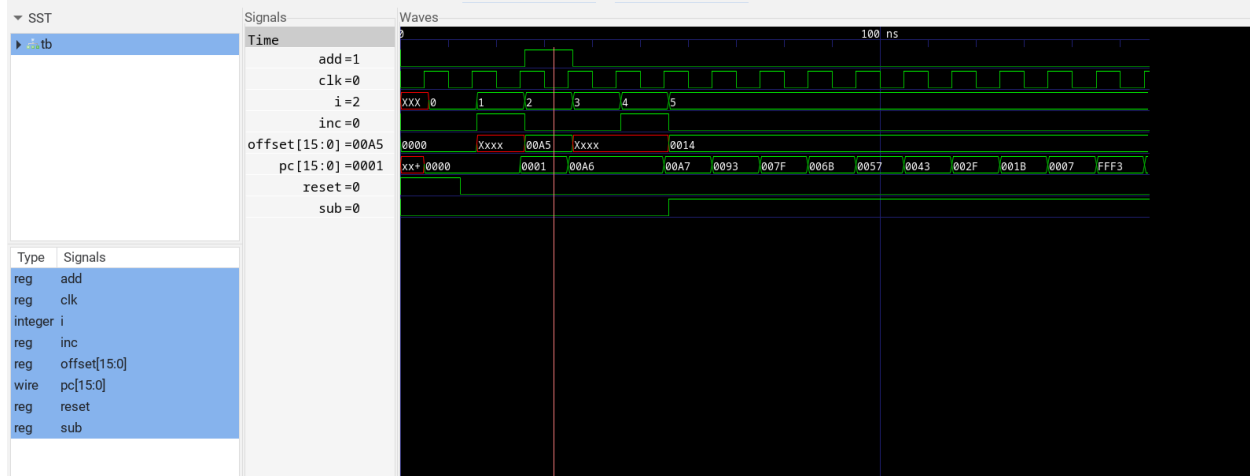 SST
tb
Type Signals
reg add
reg clk
integer i
reg inc
reg offset[15:0]
wire pc[15:0]
reg reset
reg sub
Signals
Time
add=1
clk=0
i=2
inc=0
offset[15:0]=00A5
pc[15:0]=0001
reset=0
sub=0
Waves
0 100 ns
XXX 0 1 2 3 4 5
0000 Xxxx 00A5 Xxxx 0014
xx+ 0000 0001 00A6 00A7 0093 007F 006B 0057 0043 002F 001B 0007 FFF3